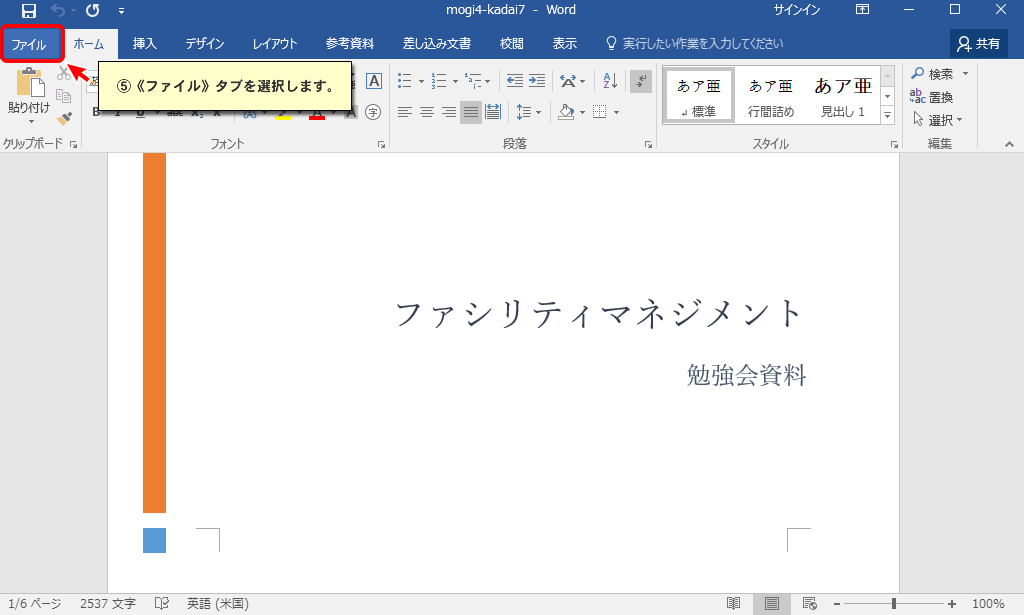 mogi4-kadai7 - Word
サインイン
ファイル ホーム 挿入 デザイン レイアウト 参考資料 差し込み文書 校閲 表示 実行したい作業を入力してください 共有
⑤《ファイル》タブを選択します。
貼り付け
あア亜 あア亜 あア亜
標準 行間詰め 見出し 1
検索
置換
選択
クリップボード フォント 段落 スタイル 編集
ファシリティマネジメント
勉強会資料
1/6 ページ 2537 文字 英語 (米国) 100%